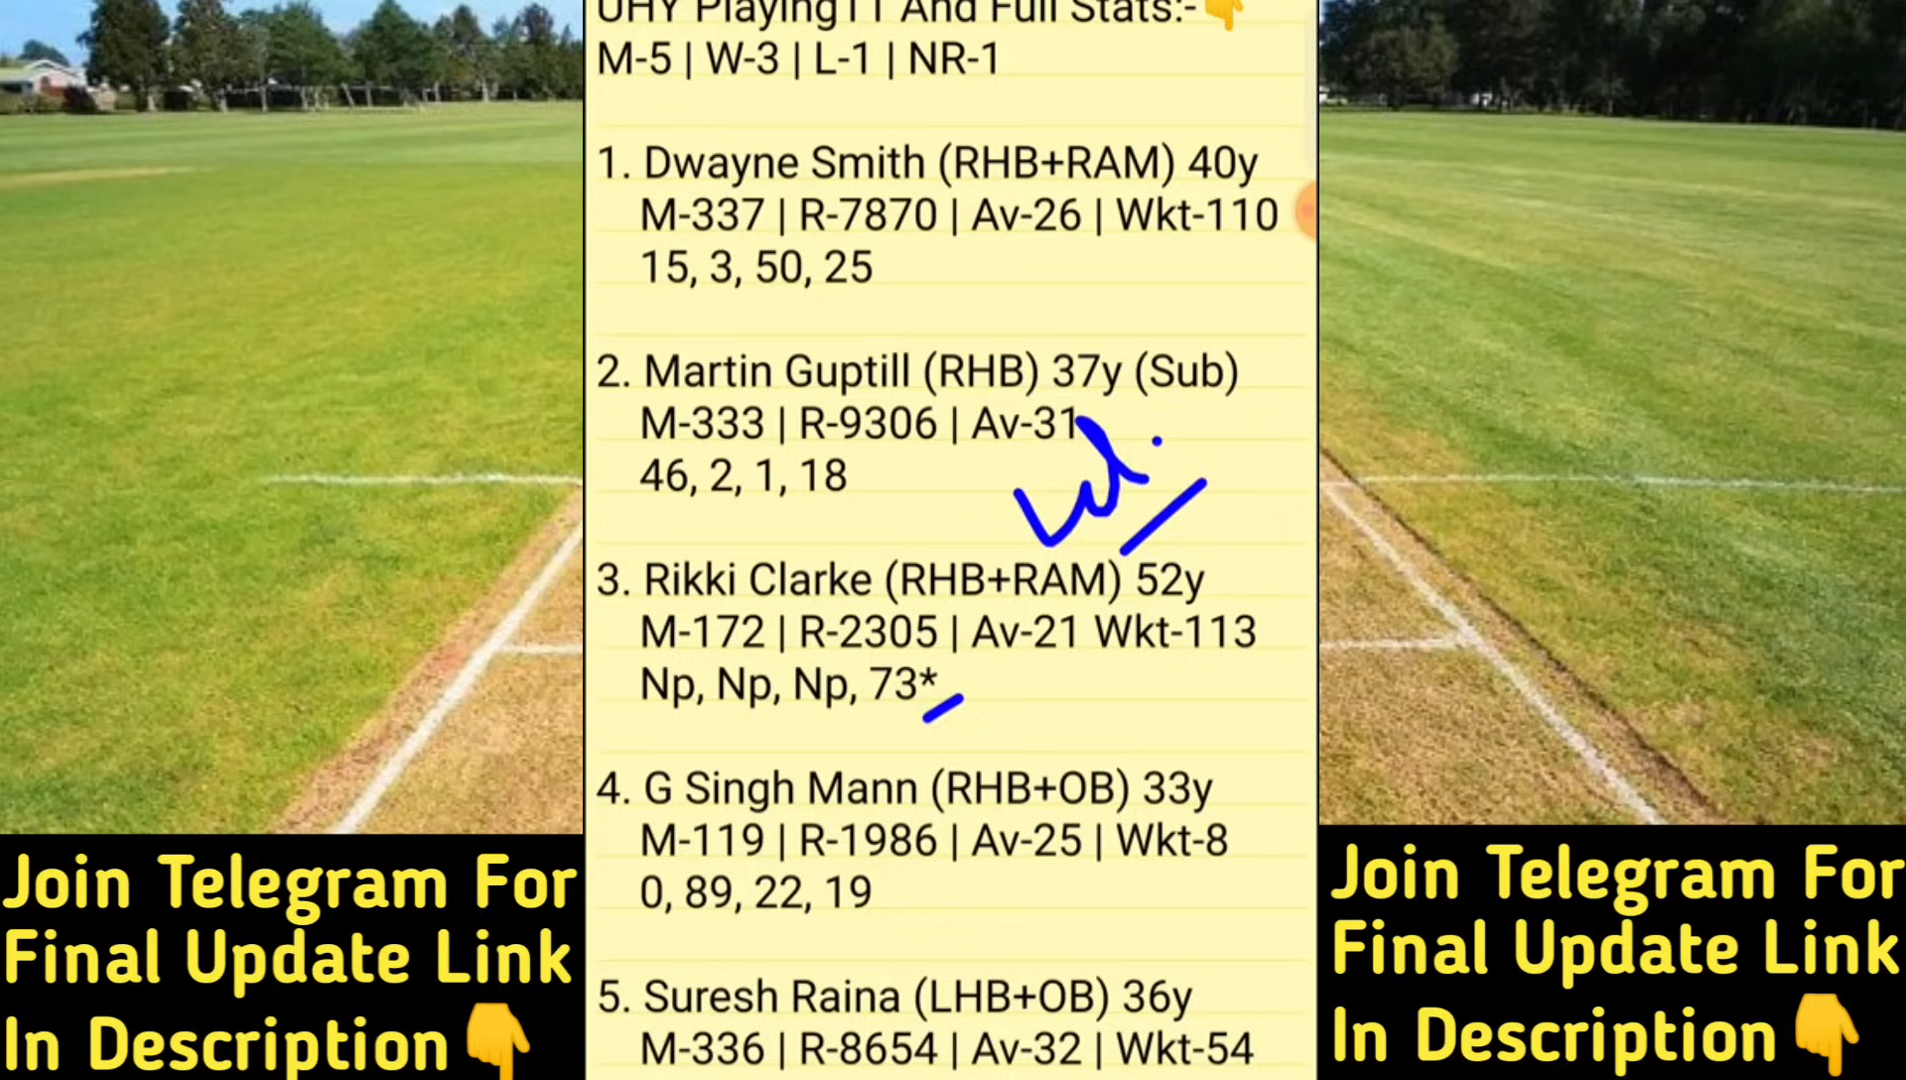 UHY Playing11 And Full Stats:-👇
M-5 | W-3 | L-1 | NR-1
1. Dwayne Smith (RHB+RAM) 40y
M-337 | R-7870 | Av-26 | Wkt-110
15, 3, 50, 25
2. Martin Guptill (RHB) 37y (Sub)
M-333 | R-9306 | Av-31
46, 2, 1, 18
3. Rikki Clarke (RHB+RAM) 52y
M-172 | R-2305 | Av-21 Wkt-113
Np, Np, Np, 73*
4. G Singh Mann (RHB+OB) 33y
M-119 | R-1986 | Av-25 | Wkt-8
0, 89, 22, 19
5. Suresh Raina (LHB+OB) 36y
M-336 | R-8654 | Av-32 | Wkt-54
Join Telegram For
Final Update Link
In Description👇
Join Telegram For
Final Update Link
In Description👇